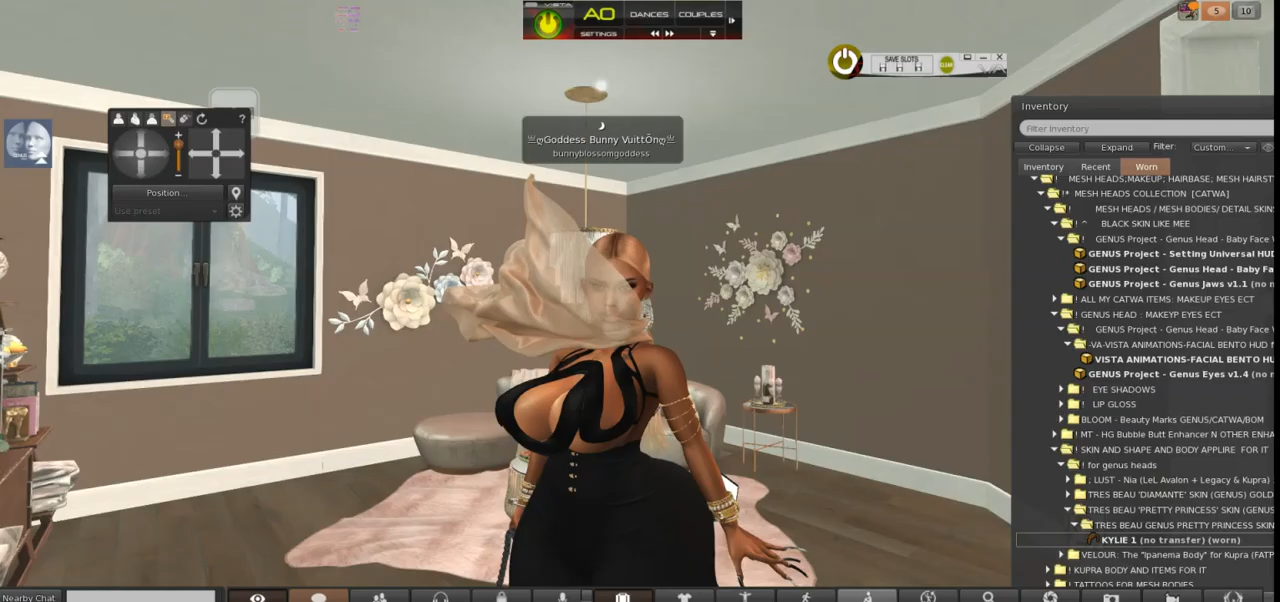 VISTA
AO
DANCES
COUPLES
SETTINGS
5
10
SAVE SLOTS
CLEAR
Inventory
Filter Inventory
Collapse
Expand
Filter:
Custom...
Inventory
Recent
Worn
?
Position...
Use preset
♛ღGoddess Bunny VuittÕnღ♛
bunnyblossomgoddess
! MESH HEADS;MAKEUP; HAIRBASE; MESH HAIRST
!* MESH HEADS COLLECTION [CATWA]
! MESH HEADS / MESH BODIES/ DETAIL SKIN
! ^ BLACK SKIN LIKE MEE
! GENUS Project - Genus Head - Baby Face
GENUS Project - Setting Universal HUD
GENUS Project - Genus Head - Baby Fa
GENUS Project - Genus Jaws v1.1 (no
! ALL MY CATWA ITEMS: MAKEUP EYES ECT
! GENUS HEAD : MAKEYP EYES ECT
! GENUS Project - Genus Head - Baby Face
-VA-VISTA ANIMATIONS-FACIAL BENTO HUD
VISTA ANIMATIONS-FACIAL BENTO HU
GENUS Project - Genus Eyes v1.4 (no
! EYE SHADOWS
! LIP GLOSS
BLOOM - Beauty Marks GENUS/CATWA/BOM
! MT - HG Bubble Butt Enhancer N OTHER ENHA
! SKIN AND SHAPE AND BODY APPLIRE FOR IT
! for genus heads
; LUST - Nia (LeL Avalon + Legacy & Kupra)
TRES BEAU 'DIAMANTE' SKIN (GENUS) GOLD
TRES BEAU 'PRETTY PRINCESS' SKIN (GENUS
TRES BEAU GENUS PRETTY PRINCESS SKIN
KYLIE 1 (no transfer) (worn)
VELOUR: The "Ipanema Body" for Kupra (FATP
! KUPRA BODY AND ITEMS FOR IT
! TATTOOS FOR MESH BODIES
Nearby Chat